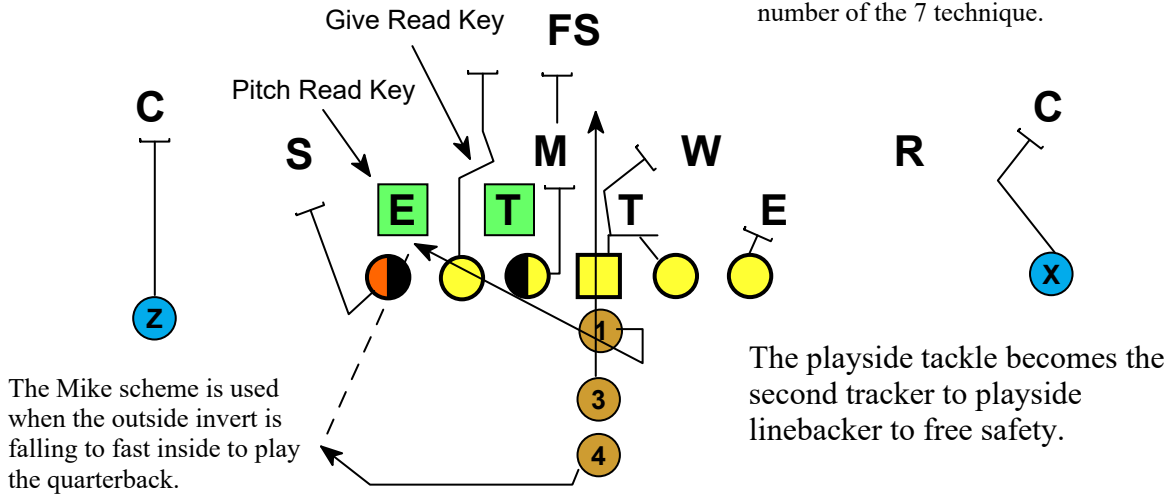 number of the 7 technique.
Give Read Key
FS
Pitch Read Key
C
C
S
M
W
R
E
T
T
E
X
Z
1
The Mike scheme is used
when the outside invert is
falling to fast inside to play
the quarterback.
3
4
The playside tackle becomes the
second tracker to playside
linebacker to free safety.